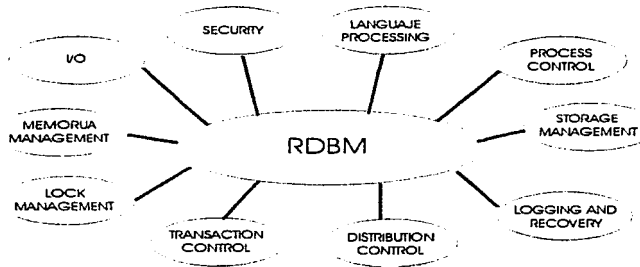 SECURITY
LANGUAJE
PROCESSING
I/O
PROCESS
CONTROL
MEMORUA
MANAGEMENT
RDBM
STORAGE
MANAGEMENT
LOCK
MANAGEMENT
LOGGING AND
RECOVERY
TRANSACTION
CONTROL
DISTRIBUTION
CONTROL